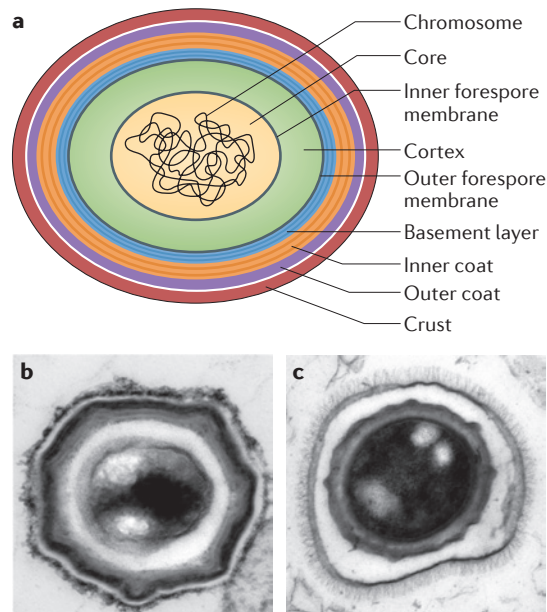 a
Chromosome
Core
Inner forespore
membrane
Cortex
Outer forespore
membrane
Basement layer
Inner coat
Outer coat
Crust
b
c